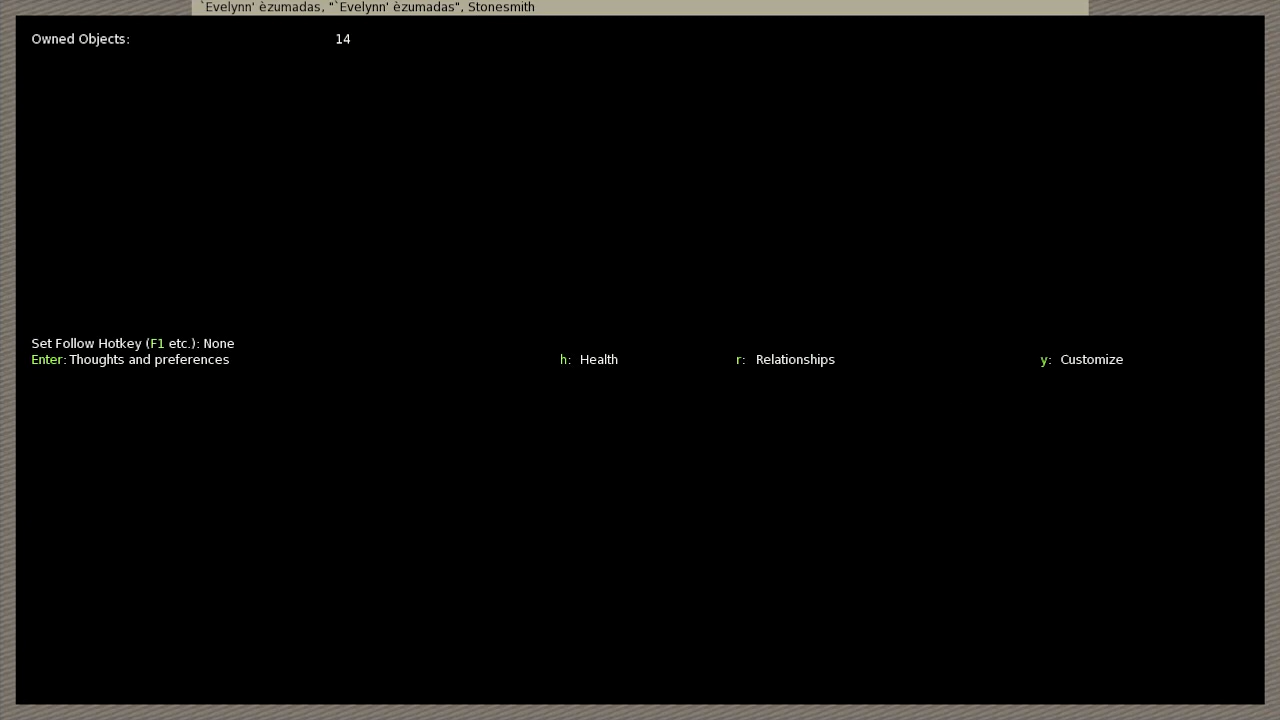 `Evelynn' èzumadas, "`Evelynn' èzumadas", Stonesmith
Owned Objects: 14
Set Follow Hotkey (F1 etc.): None
Enter: Thoughts and preferences h: Health r: Relationships y: Customize